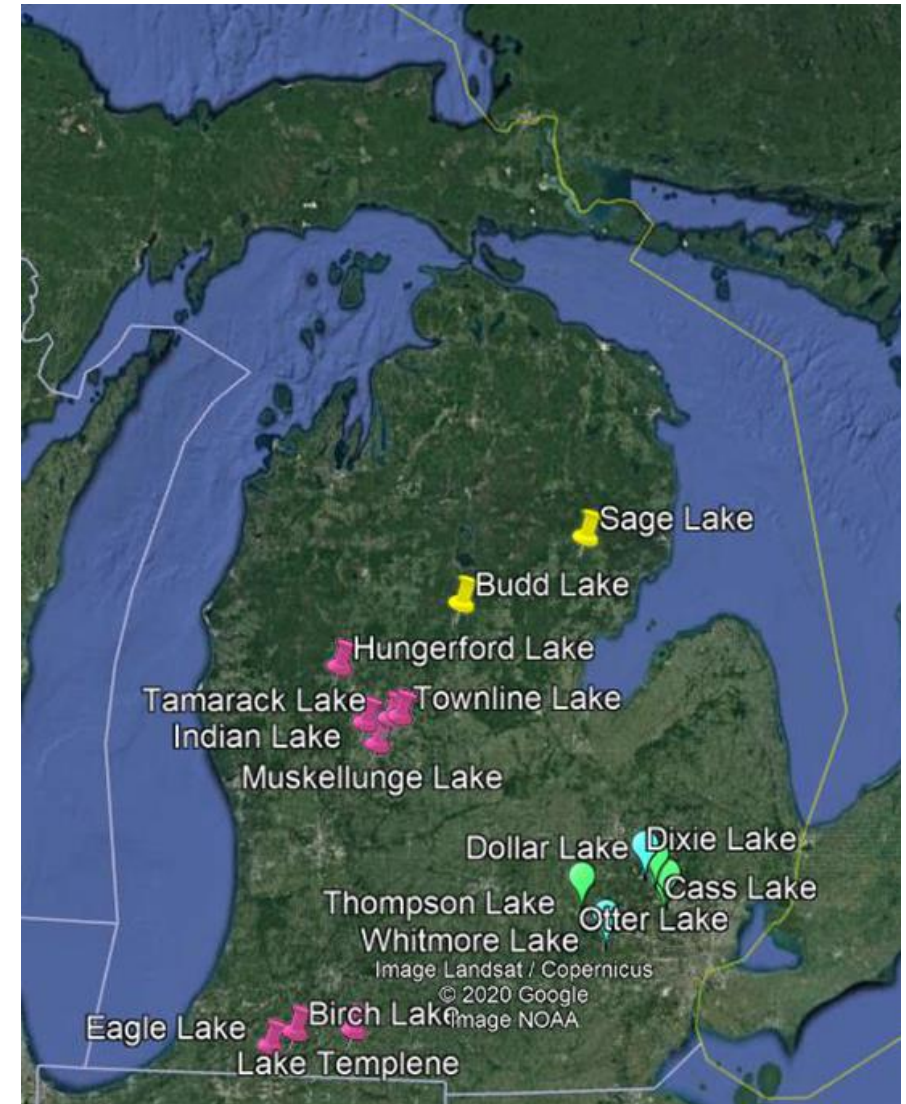 Sage Lake
Budd Lake
Hungerford Lake
Tamarack Lake
Townline Lake
Indian Lake
Muskellunge Lake
Dollar Lake
Dixie Lake
Cass Lake
Thompson Lake
Otter Lake
Whitmore Lake
Image Landsat / Copernicus
© 2020 Google
Image NOAA
Birch Lake
Eagle Lake
Lake Templene